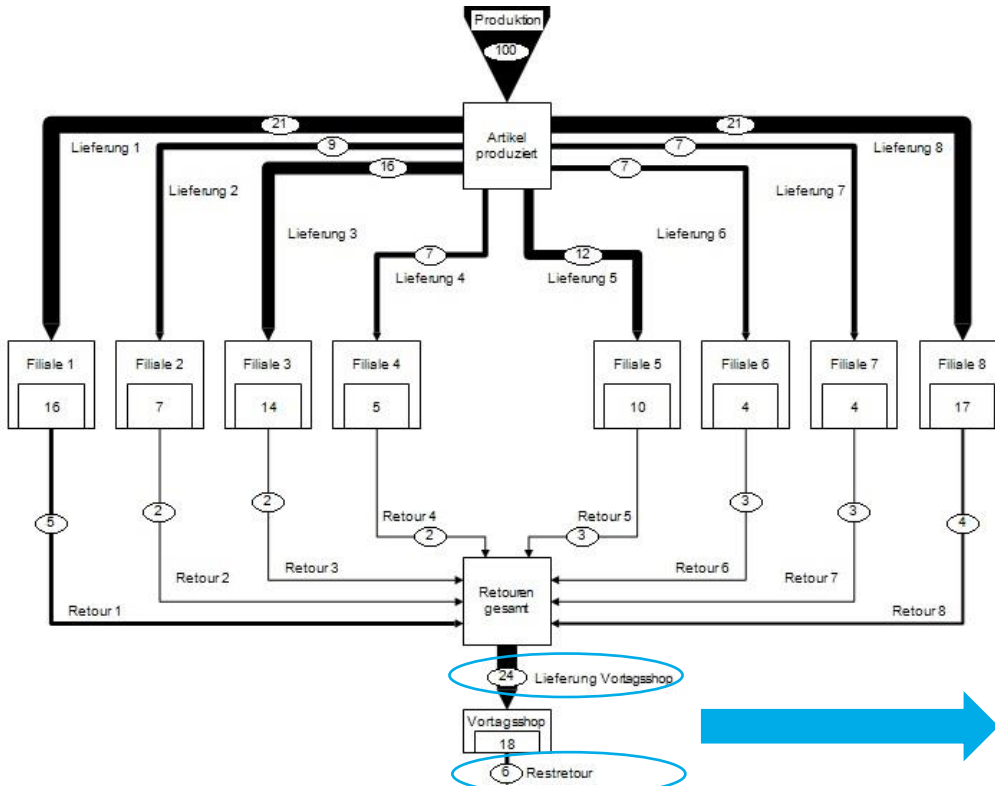 Produktion
100
21
21
Artikel
produziert
Lieferung 1
9
7
Lieferung 8
16
7
Lieferung 2
Lieferung 7
Lieferung 3
Lieferung 6
7
12
Lieferung 4
Lieferung 5
Filiale 1
Filiale 2
Filiale 3
Filiale 4
Filiale 5
Filiale 6
Filiale 7
Filiale 8
16
7
14
5
10
4
4
17
2
2
3
3
5
Retour 4
Retour 5
4
2
3
Retour 3
Retour 6
Retour 2
Retour 7
Retouren
gesamt
Retour 1
Retour 8
24
Lieferung Vortagsshop
Vortagsshop
18
6
Restretour